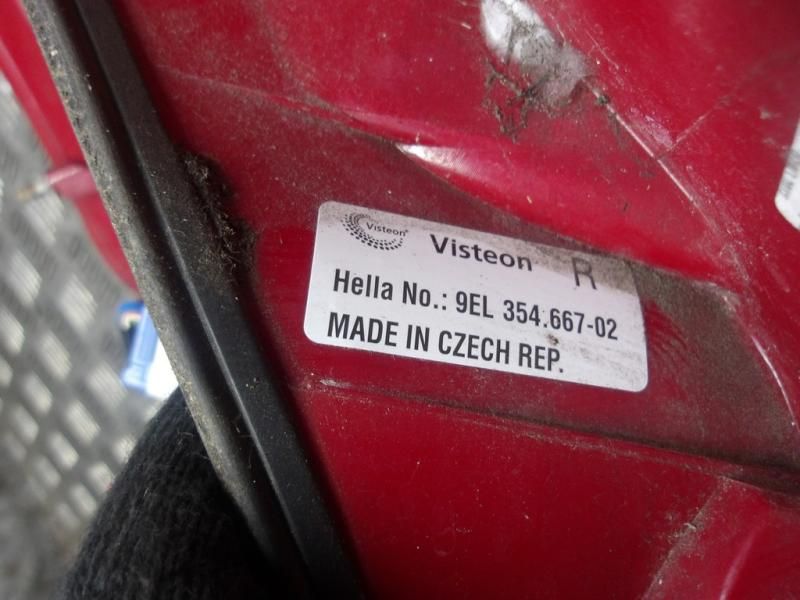 Visteon Visteon R
Hella No.: 9EL 354.667-02
MADE IN CZECH REP.